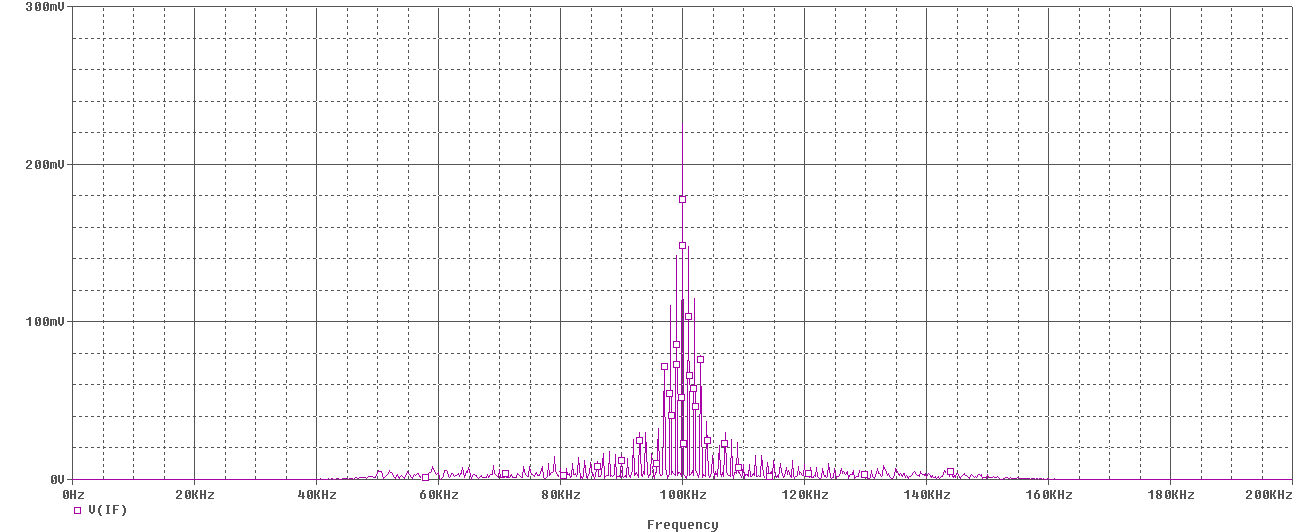 300mV
200mV
100mV
0V
0Hz 20KHz 40KHz 60KHz 80KHz 100KHz 120KHz 140KHz 160KHz 180KHz 200KHz
V(IF)
Frequency